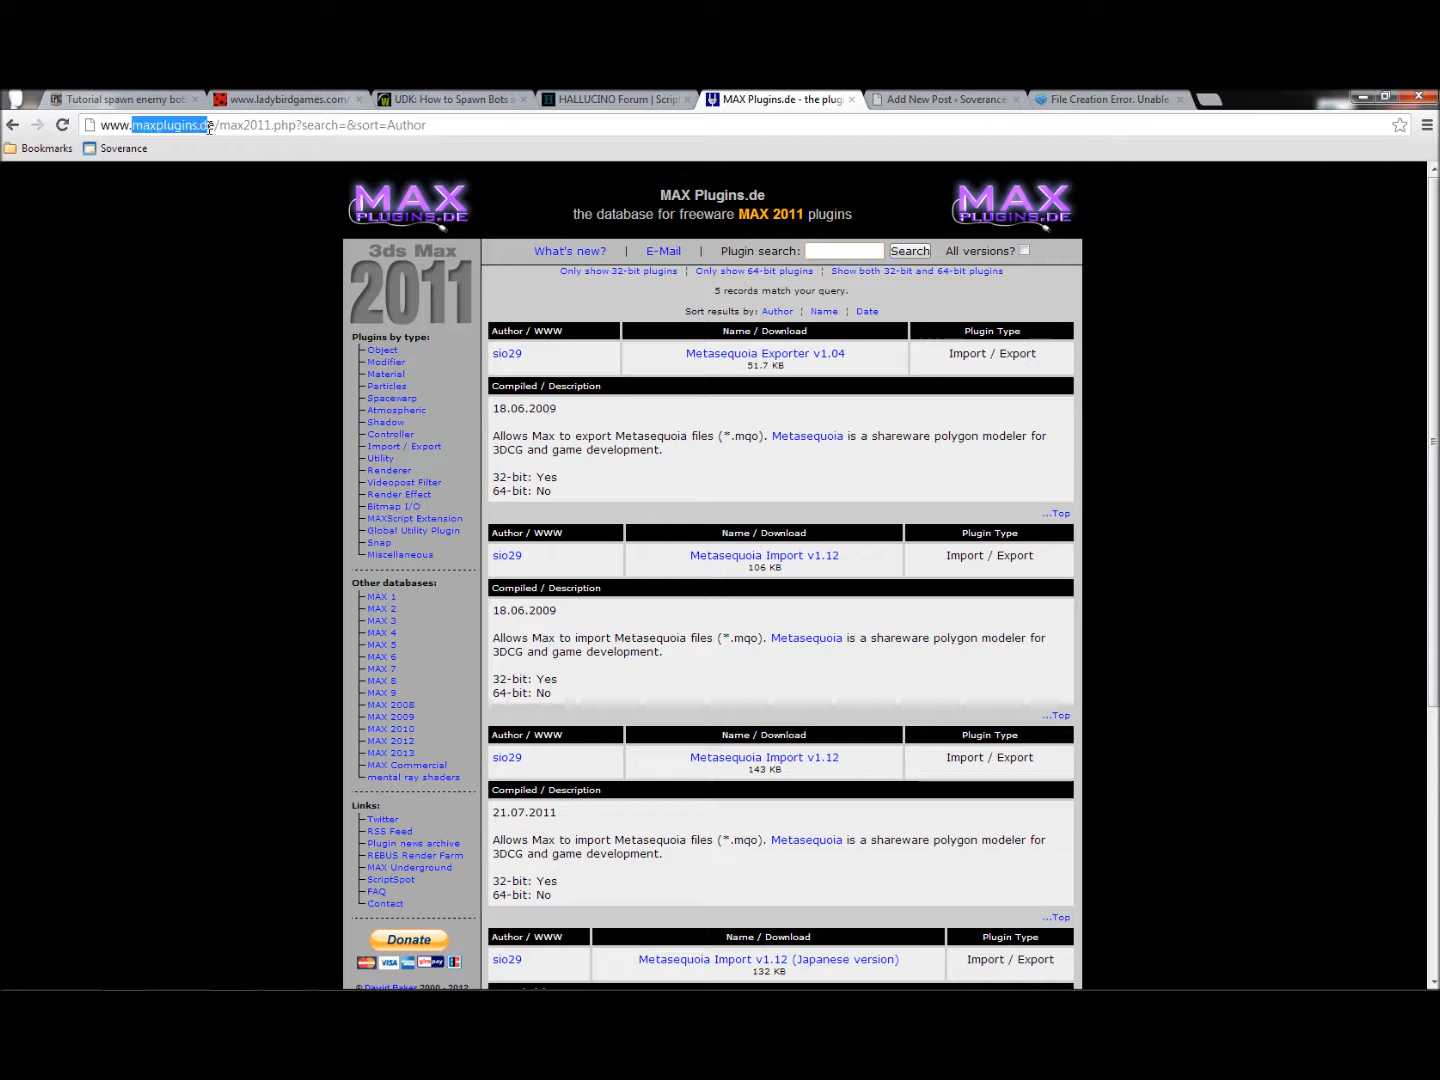 Tutorial spawn enemy bot
www.ladybirdgames.com/
UDK: How to Spawn Bots i
HALLUCINO Forum | Script
MAX Plugins.de - the plug
Add New Post ‹ Soverance
File Creation Error. Unable
www.maxplugins.de/max2011.php?search=&sort=Author
Bookmarks
Soverance
MAX
PLUGINS.DE
MAX Plugins.de
the database for freeware MAX 2011 plugins
MAX
PLUGINS.DE
3ds Max
2011
What's new? | E-Mail | Plugin search: Search All versions?
Only show 32-bit plugins ¦ Only show 64-bit plugins ¦ Show both 32-bit and 64-bit plugins
5 records match your query.
Sort results by: Author ¦ Name ¦ Date
Plugins by type:
Object
Modifier
Material
Particles
Spacewarp
Atmospheric
Shadow
Controller
Import / Export
Utility
Renderer
Videopost Filter
Render Effect
Bitmap I/O
MAXScript Extension
Global Utility Plugin
Snap
Miscellaneous
Other databases:
MAX 1
MAX 2
MAX 3
MAX 4
MAX 5
MAX 6
MAX 7
MAX 8
MAX 9
MAX 2008
MAX 2009
MAX 2010
MAX 2012
MAX 2013
MAX Commercial
mental ray shaders
Links:
Twitter
RSS Feed
Plugin news archive
REBUS Render Farm
MAX Underground
ScriptSpot
FAQ
Contact
Donate
VISA
© David Baker 2000 - 2012
Author / WWW Name / Download Plugin Type
sio29 Metasequoia Exporter v1.04 Import / Export
51.7 KB
Compiled / Description
18.06.2009
Allows Max to export Metasequoia files (*.mqo). Metasequoia is a shareware polygon modeler for
3DCG and game development.
32-bit: Yes
64-bit: No
...Top
Author / WWW Name / Download Plugin Type
sio29 Metasequoia Import v1.12 Import / Export
106 KB
Compiled / Description
18.06.2009
Allows Max to import Metasequoia files (*.mqo). Metasequoia is a shareware polygon modeler for
3DCG and game development.
32-bit: Yes
64-bit: No
...Top
Author / WWW Name / Download Plugin Type
sio29 Metasequoia Import v1.12 Import / Export
143 KB
Compiled / Description
21.07.2011
Allows Max to import Metasequoia files (*.mqo). Metasequoia is a shareware polygon modeler for
3DCG and game development.
32-bit: Yes
64-bit: No
...Top
Author / WWW Name / Download Plugin Type
sio29 Metasequoia Import v1.12 (Japanese version) Import / Export
132 KB